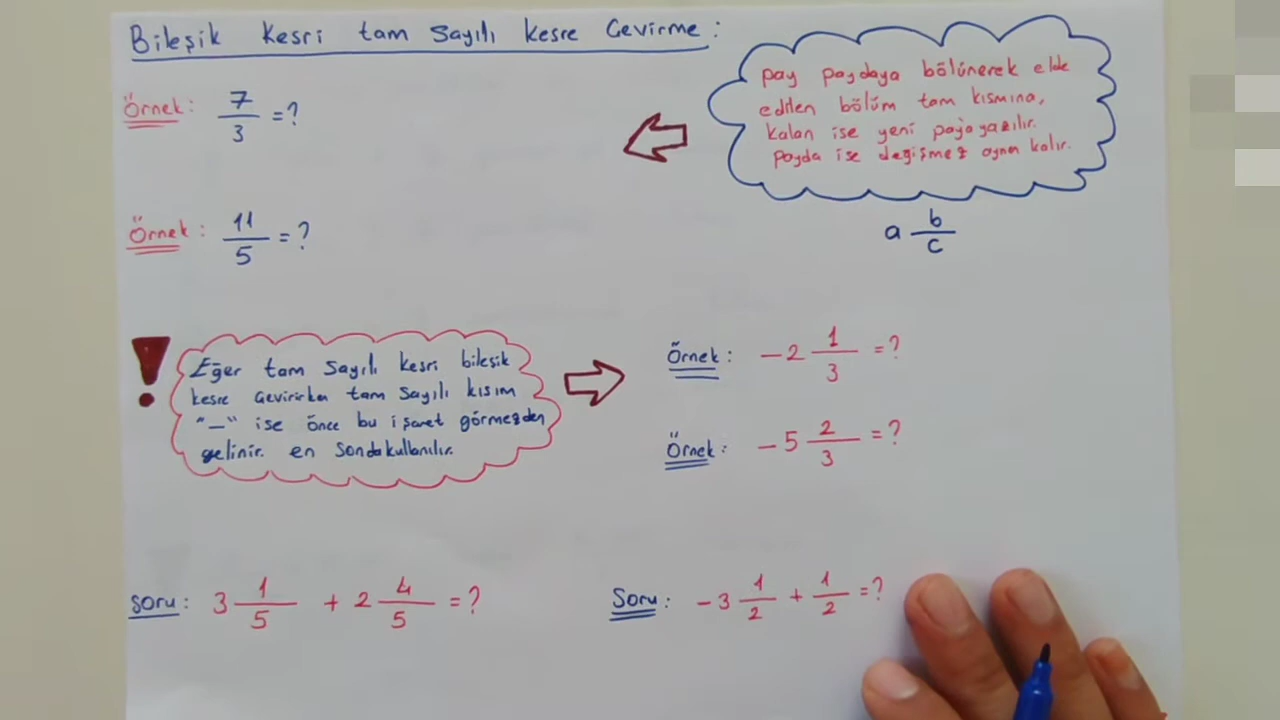 Bileşik Kesri tam Sayılı Kesre Çevirme:
Örnek: 7/3 = ?
pay paydaya bölünerek elde
edilen bölüm tam kısmına,
kalan ise yeni paya yazılır.
payda ise değişmez aynen kalır.
a b/c
Örnek: 11/5 = ?
! Eğer tam sayılı kesri bileşik
kesre çevirirken tam sayılı kısım
"—" ise önce bu işaret görmezden
gelinir. en sonda kullanılır.
Örnek: -2 1/3 = ?
Örnek: -5 2/3 = ?
Soru: 3 1/5 + 2 4/5 = ?
Soru: -3 1/2 + 1/2 = ?